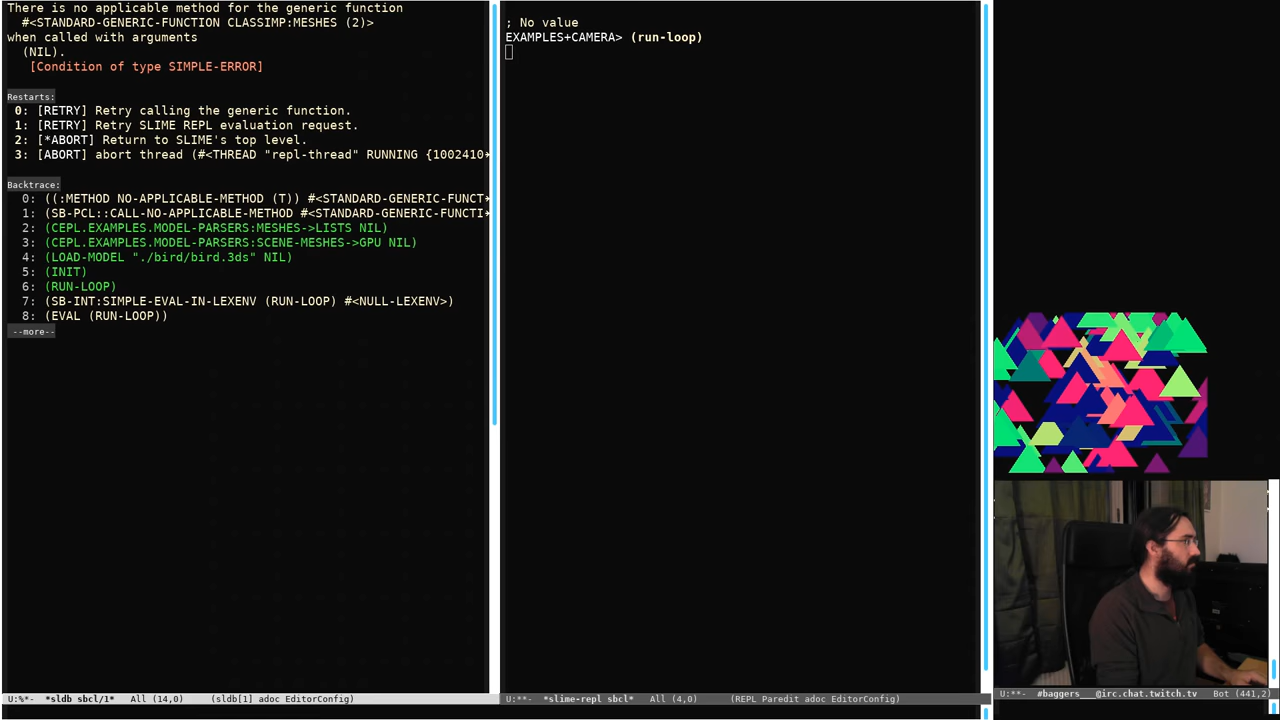 There is no applicable method for the generic function
#<STANDARD-GENERIC-FUNCTION CLASSIMP:MESHES (2)>
when called with arguments
(NIL).
[Condition of type SIMPLE-ERROR]
Restarts:
0: [RETRY] Retry calling the generic function.
1: [RETRY] Retry SLIME REPL evaluation request.
2: [*ABORT] Return to SLIME's top level.
3: [ABORT] abort thread (#<THREAD "repl-thread" RUNNING {1002410
Backtrace:
0: ((:METHOD NO-APPLICABLE-METHOD (T)) #<STANDARD-GENERIC-FUNCT
1: (SB-PCL::CALL-NO-APPLICABLE-METHOD #<STANDARD-GENERIC-FUNCTI
2: (CEPL.EXAMPLES.MODEL-PARSERS:MESHES->LISTS NIL)
3: (CEPL.EXAMPLES.MODEL-PARSERS:SCENE-MESHES->GPU NIL)
4: (LOAD-MODEL "./bird/bird.3ds" NIL)
5: (INIT)
6: (RUN-LOOP)
7: (SB-INT:SIMPLE-EVAL-IN-LEXENV (RUN-LOOP) #<NULL-LEXENV>)
8: (EVAL (RUN-LOOP))
--more--
U:%*- *sldb sbcl/1* All (14,0) (sldb[1] adoc EditorConfig)
; No value
EXAMPLES+CAMERA> (run-loop)
U:**- *slime-repl sbcl* All (4,0) (REPL Paredit adoc EditorConfig)
U:**- #baggers___@irc.chat.twitch.tv Bot (441,2)